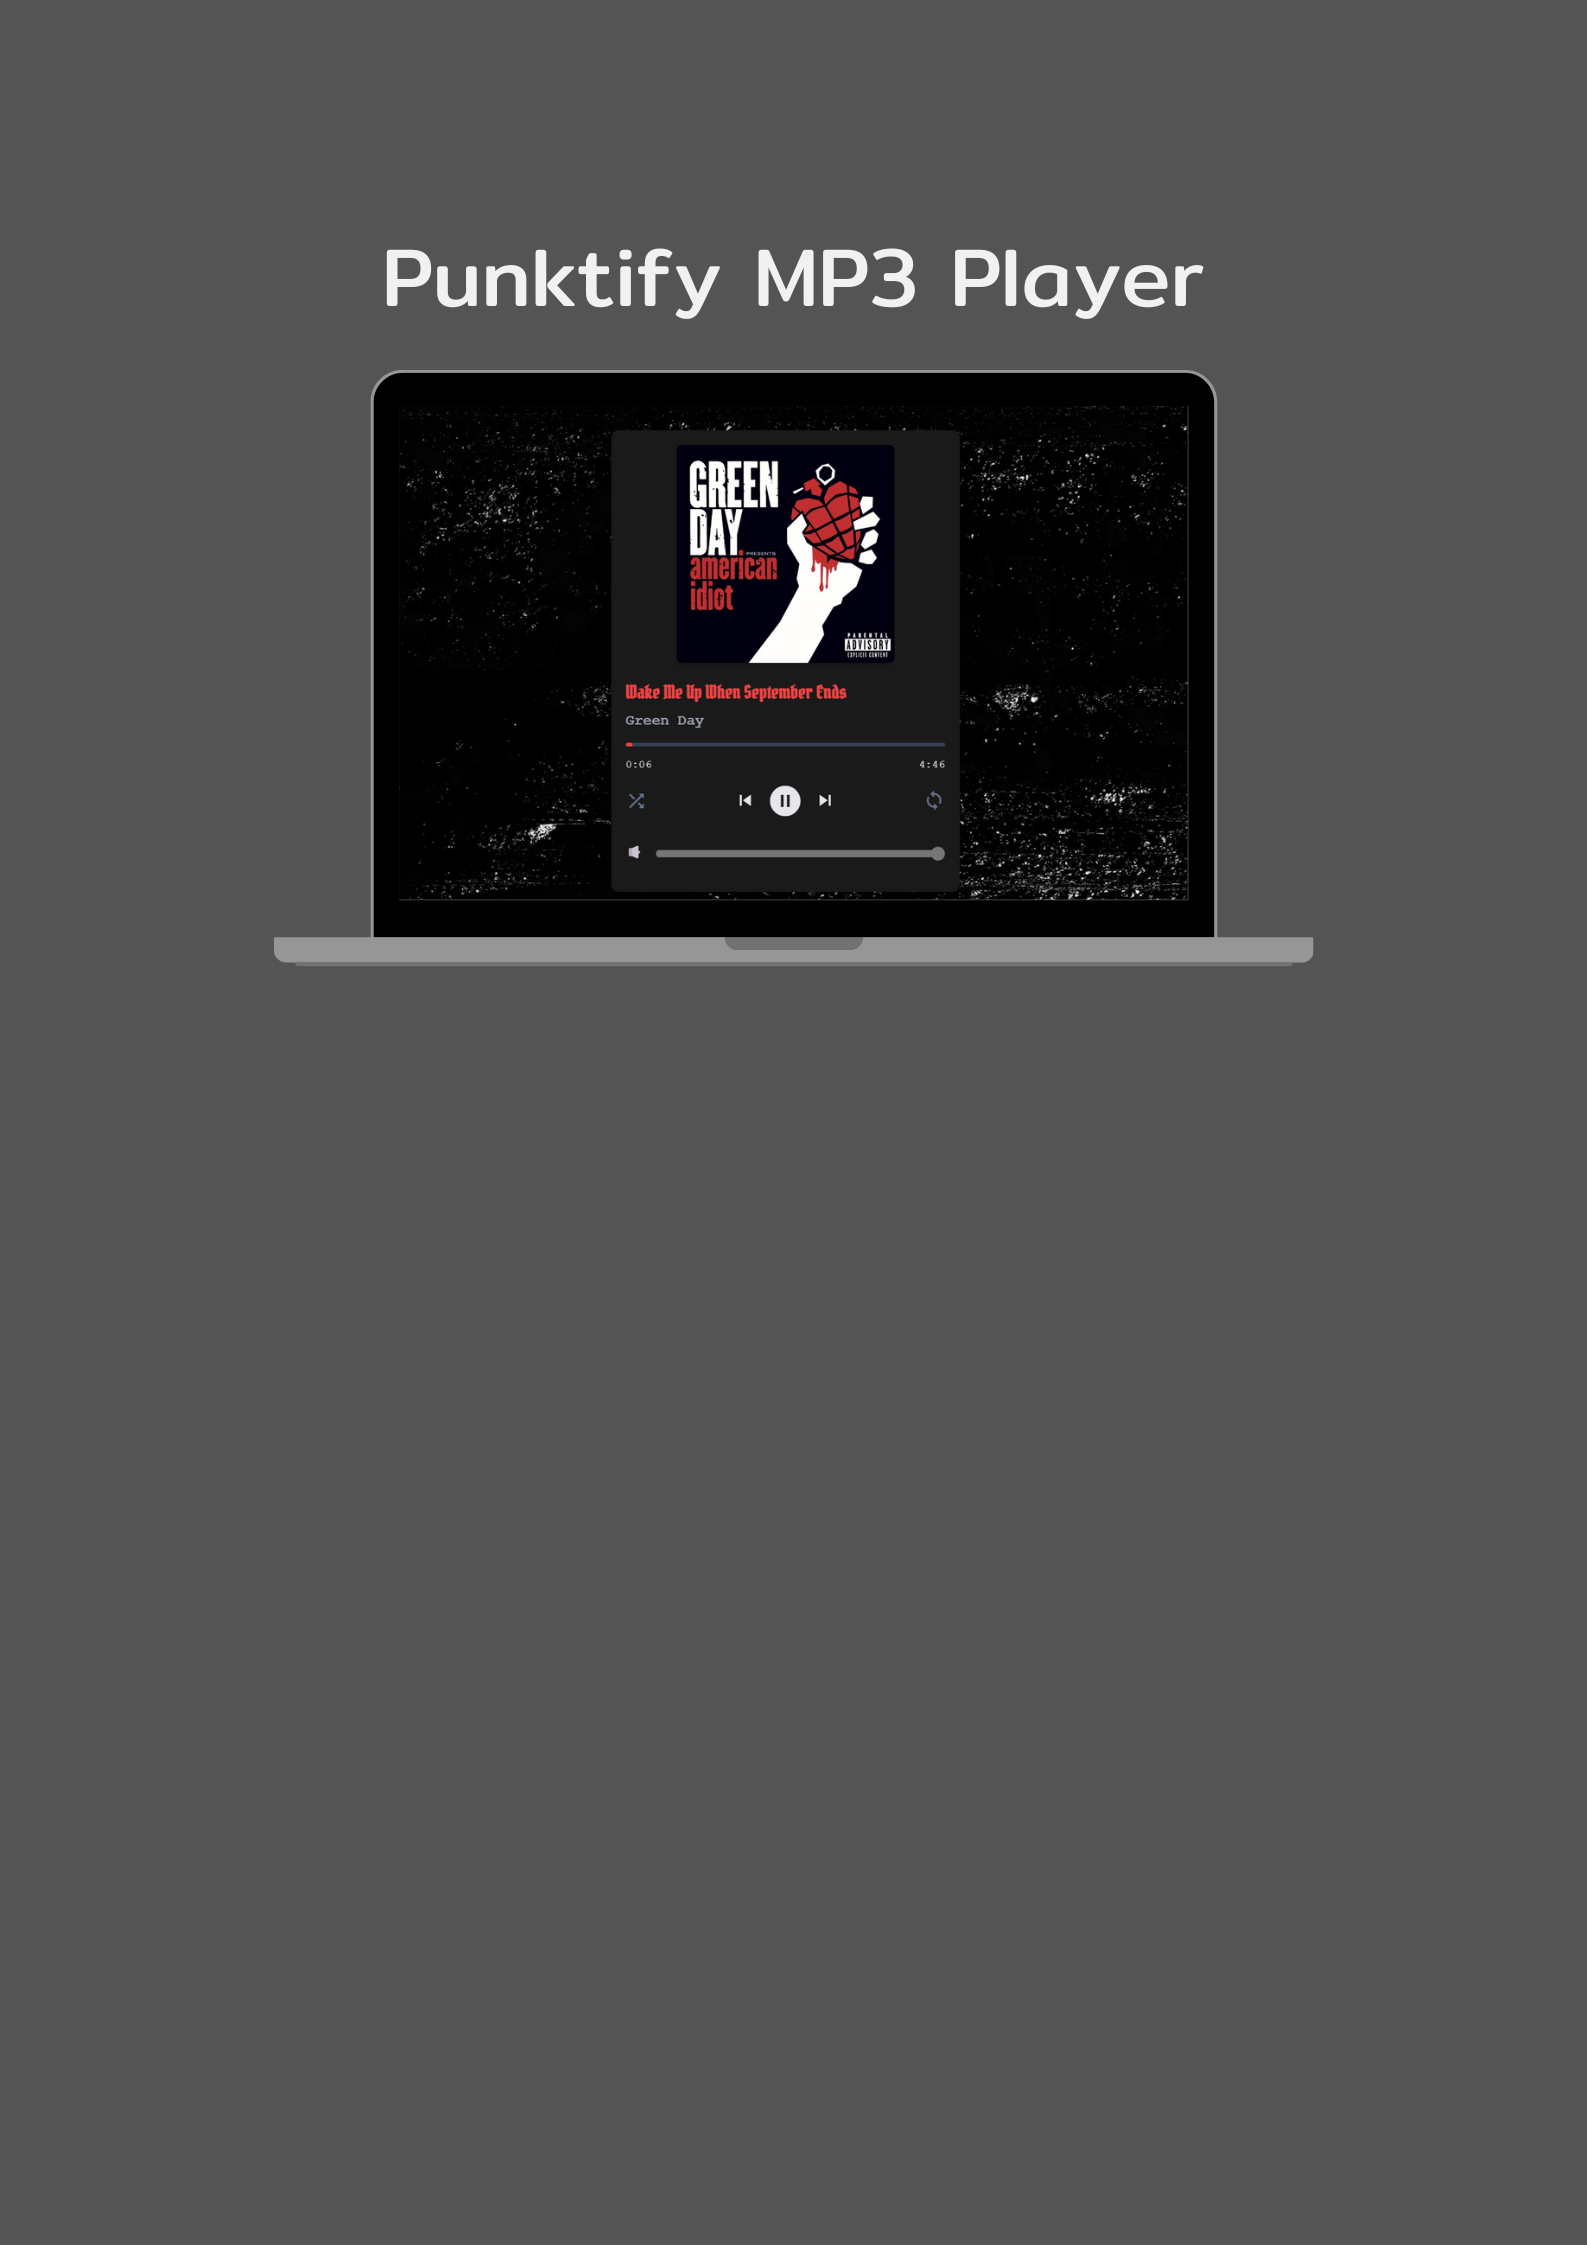 Punktify MP3 Player
GREEN
DAY
PRESENTS
american
idiot
PARENTAL
ADVISORY
EXPLICIT CONTENT
Wake Me Up When September Ends
Green Day
0:06 4:46